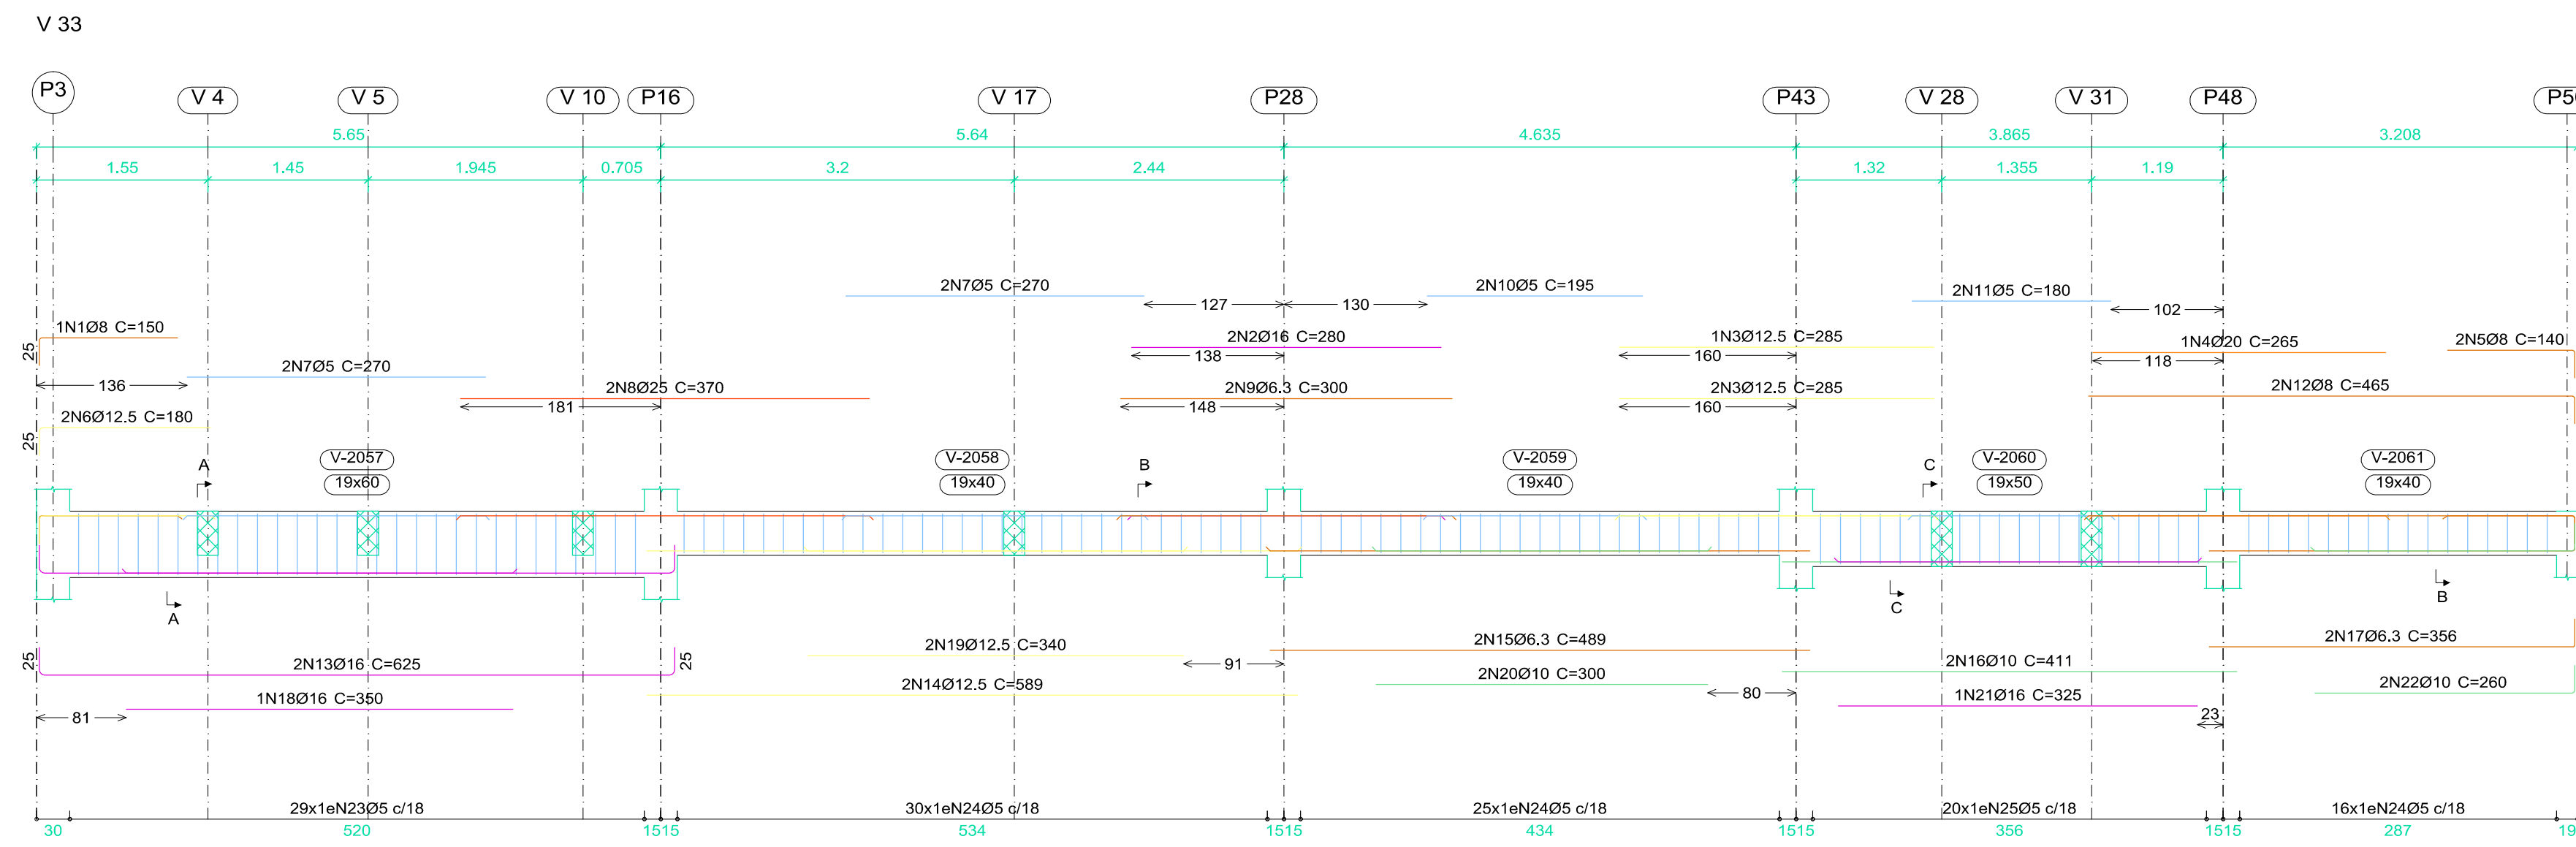 V 33
P3 V 4 V 5 V 10 P16 V 17 P28 P43 V 28 V 31 P48
5.65 5.64 4.635 3.865 3.208
1.55 1.45 1.945 0.705 3.2 2.44 1.32 1.355 1.19
2N7Ø5 C=270 2N10Ø5 C=195 2N11Ø5 C=180
127 130 102
1N1Ø8 C=150 2N2Ø16 C=280 1N3Ø12.5 C=285 1N4Ø20 C=265 2N5Ø8 C=140
25 138 160 118
2N7Ø5 C=270
136 2N8Ø25 C=370 2N9Ø6.3 C=300 2N3Ø12.5 C=285 2N12Ø8 C=465
181 148 160
2N6Ø12.5 C=180
25
V-2057 V-2058 V-2059 V-2060 V-2061
A B C
19x60 19x40 19x40 19x50 19x40
A C B
2N19Ø12.5 C=340 2N15Ø6.3 C=489 2N17Ø6.3 C=356
25 2N13Ø16 C=625 25 91 2N16Ø10 C=411
2N14Ø12.5 C=589 2N20Ø10 C=300 2N22Ø10 C=260
1N18Ø16 C=350 80 1N21Ø16 C=325
81 23
29x1eN23Ø5 c/18 30x1eN24Ø5 c/18 25x1eN24Ø5 c/18 20x1eN25Ø5 c/18 16x1eN24Ø5 c/18
30 520 1515 534 1515 434 1515 356 1515 287 19